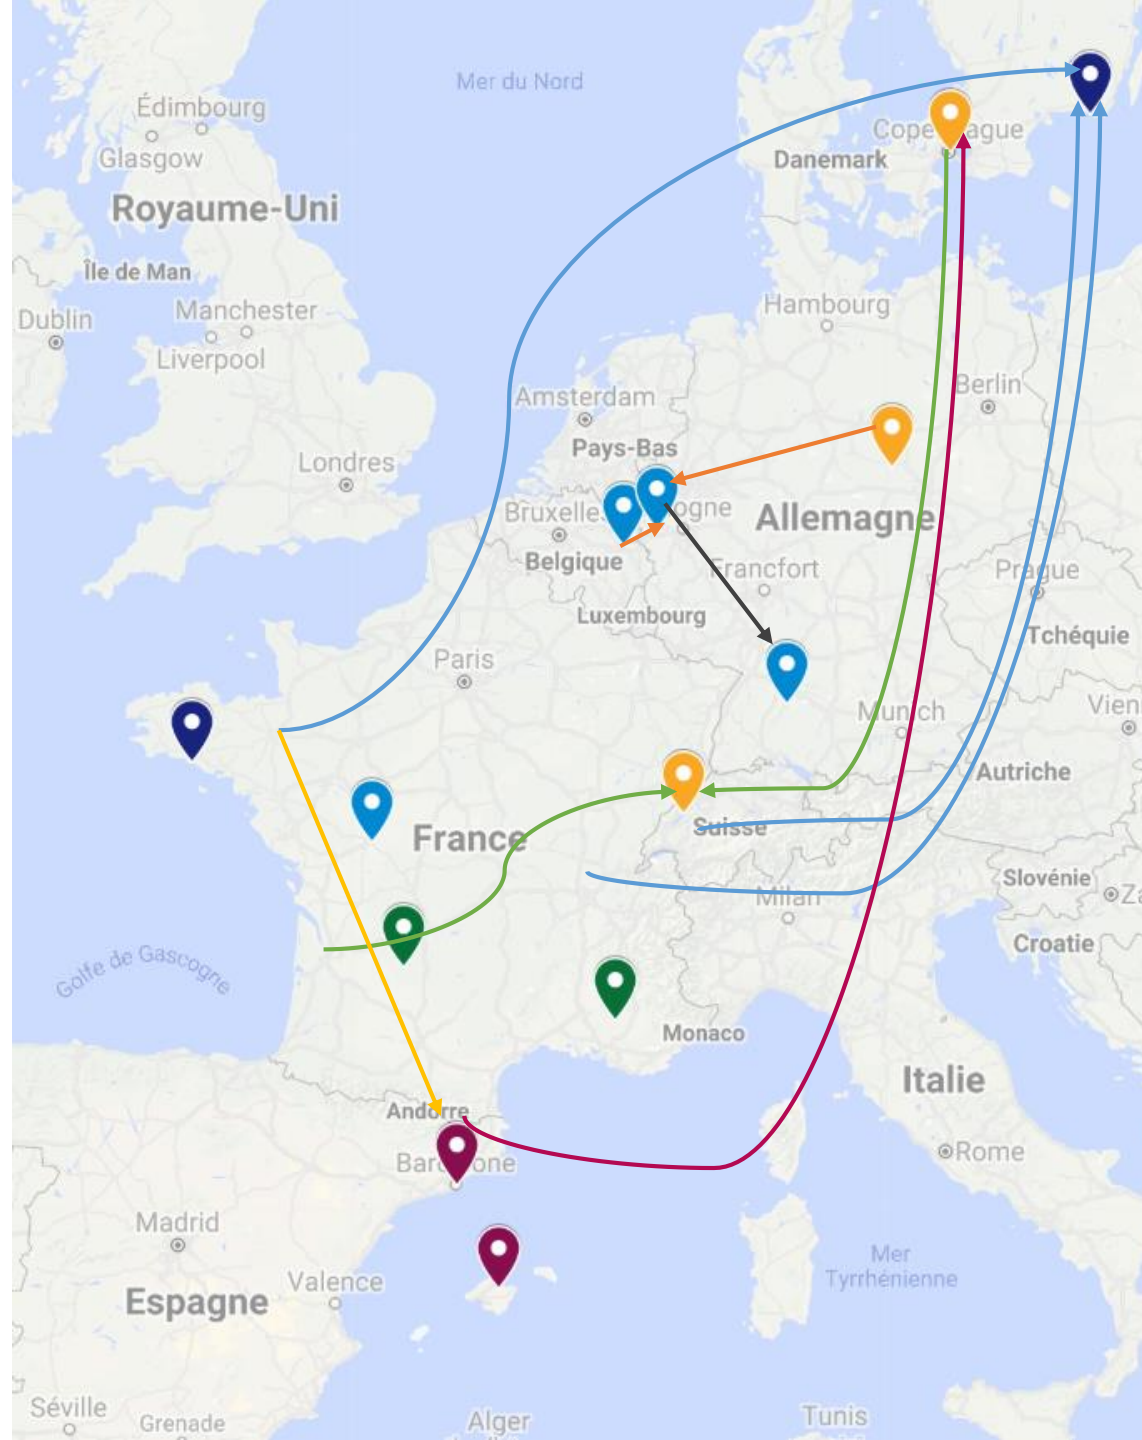 Mer du Nord
Édimbourg
Glasgow
Danemark
Royaume-Uni
Île de Man
Manchester
Dublin
Liverpool
Hambourg
Berlin
Amsterdam
Pays-Bas
Londres
Allemagne
Belgique
Francfort
Prague
Luxembourg
Tchéquie
Paris
Munich
Autriche
Suisse
France
Slovénie
Milan
Croatie
Golfe de Gascogne
Monaco
Italie
Andorre
Rome
Madrid
Mer
Tyrrhénienne
Valence
Espagne
Séville
Grenade
Alger
Tunis